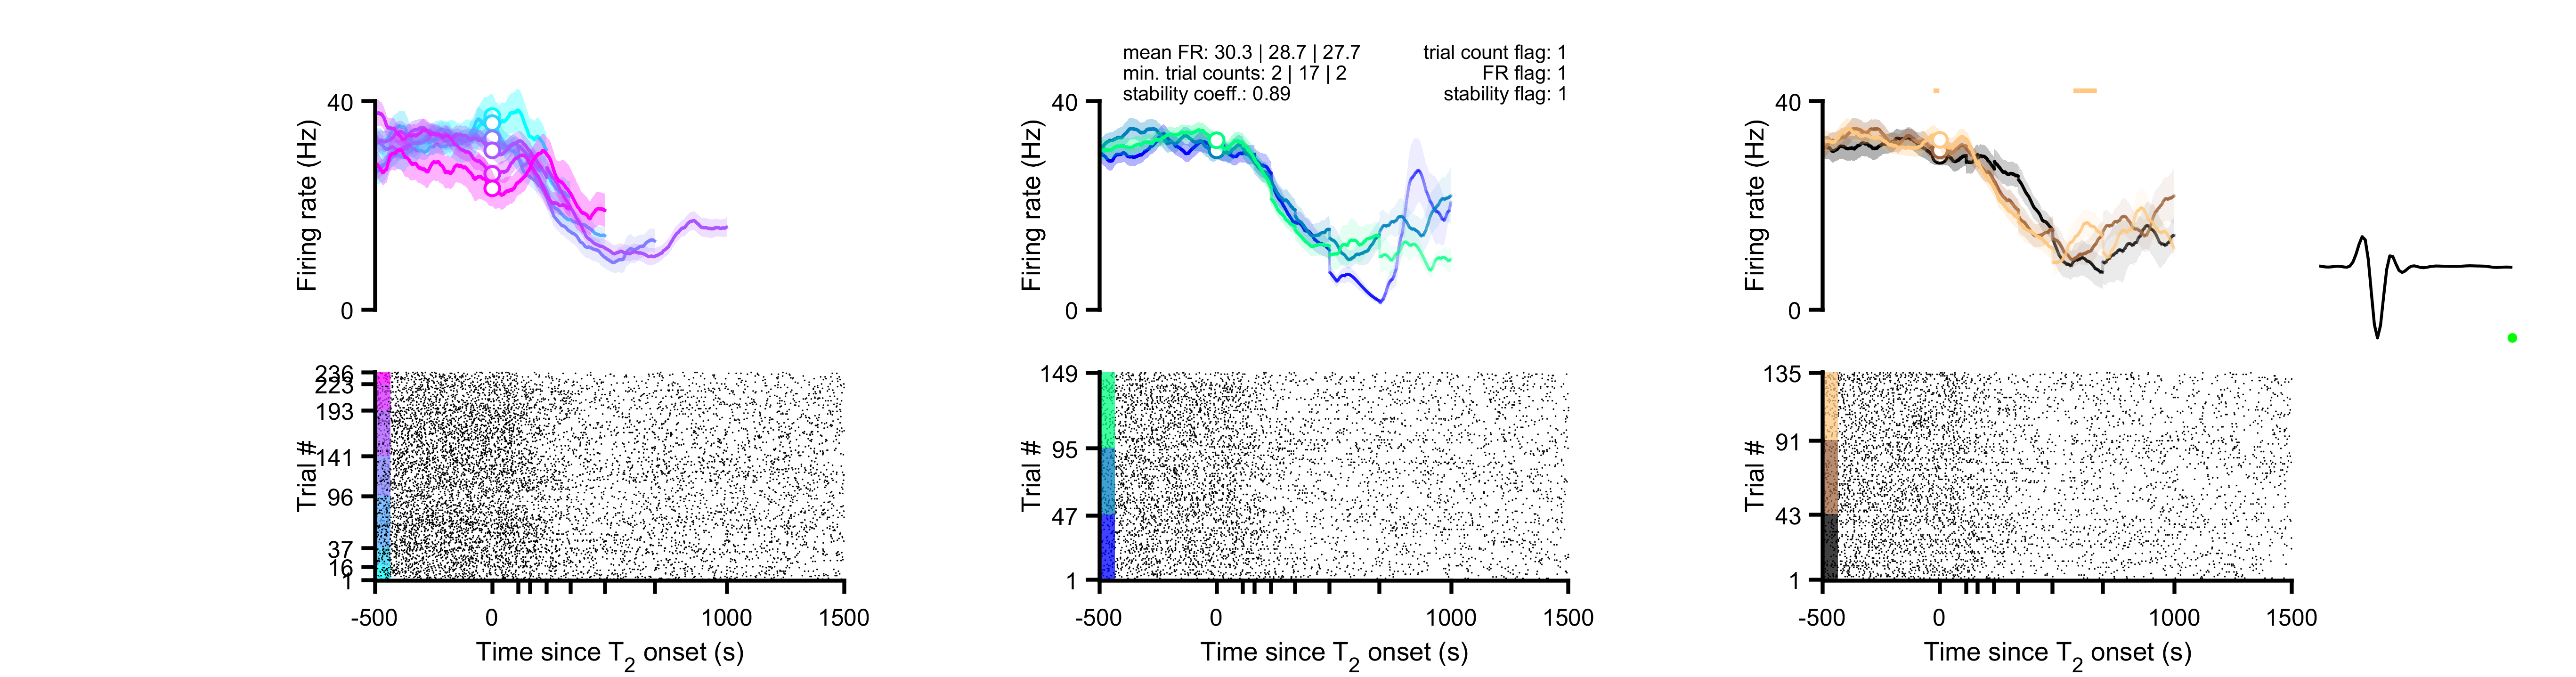 mean FR: 30.3 | 28.7 | 27.7
min. trial counts: 2 | 17 | 2
stability coeff.: 0.89
trial count flag: 1
FR flag: 1
stability flag: 1
40
0
Firing rate (Hz)
40
0
Firing rate (Hz)
40
0
Firing rate (Hz)
236
223
193
141
96
37
16
1
Trial #
-500 0 1000 1500
Time since T2 onset (s)
149
95
47
1
Trial #
-500 0 1000 1500
Time since T2 onset (s)
135
91
43
1
Trial #
-500 0 1000 1500
Time since T2 onset (s)